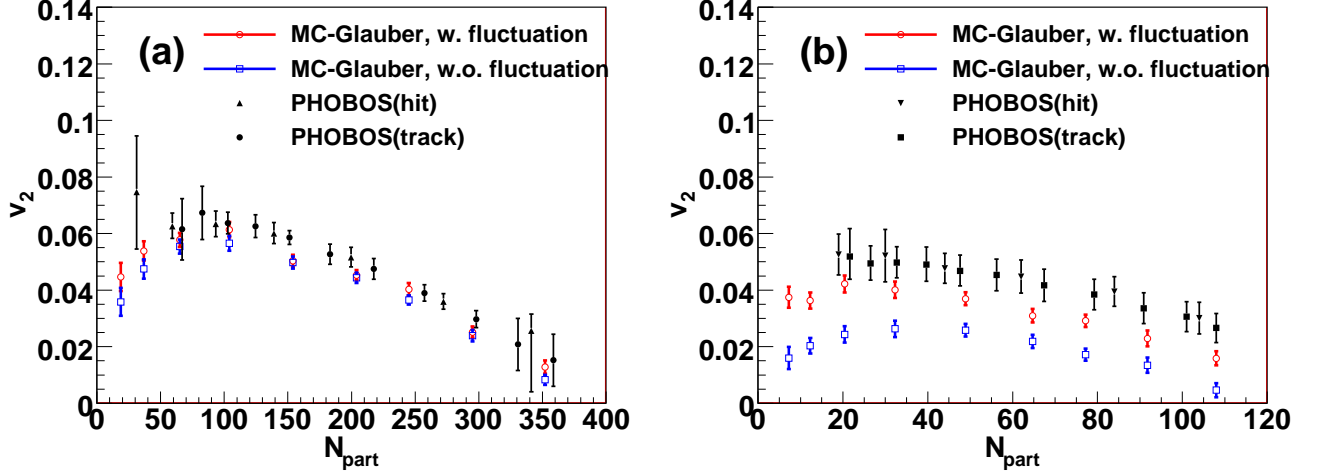 0.14
0.12
0.1
0.08
0.06
0.04
0.02
0
v2
(a)
MC-Glauber, w. fluctuation
MC-Glauber, w.o. fluctuation
PHOBOS(hit)
PHOBOS(track)
0 50 100 150 200 250 300 350 400
Npart
0.14
0.12
0.1
0.08
0.06
0.04
0.02
0
v2
(b)
MC-Glauber, w. fluctuation
MC-Glauber, w.o. fluctuation
PHOBOS(hit)
PHOBOS(track)
0 20 40 60 80 100 120
Npart